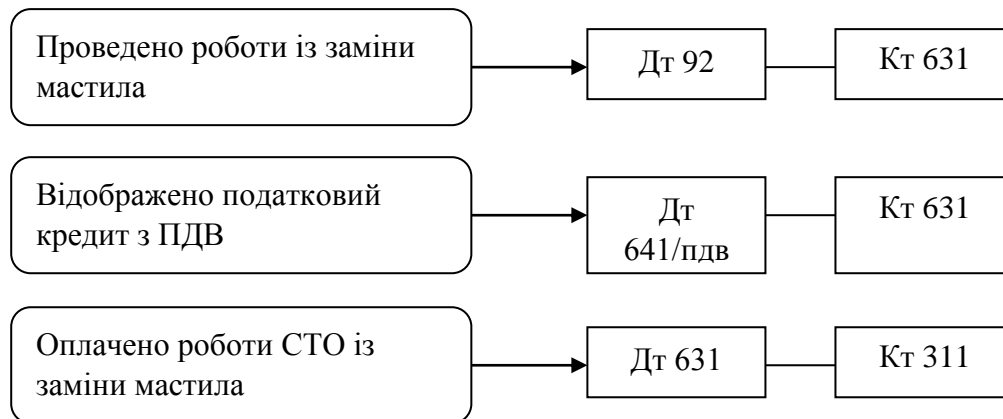 Проведено роботи із заміни
мастила
Дт 92
Кт 631
Відображено податковий
кредит з ПДВ
Дт
641/пдв
Кт 631
Оплачено роботи СТО із
заміни мастила
Дт 631
Кт 311